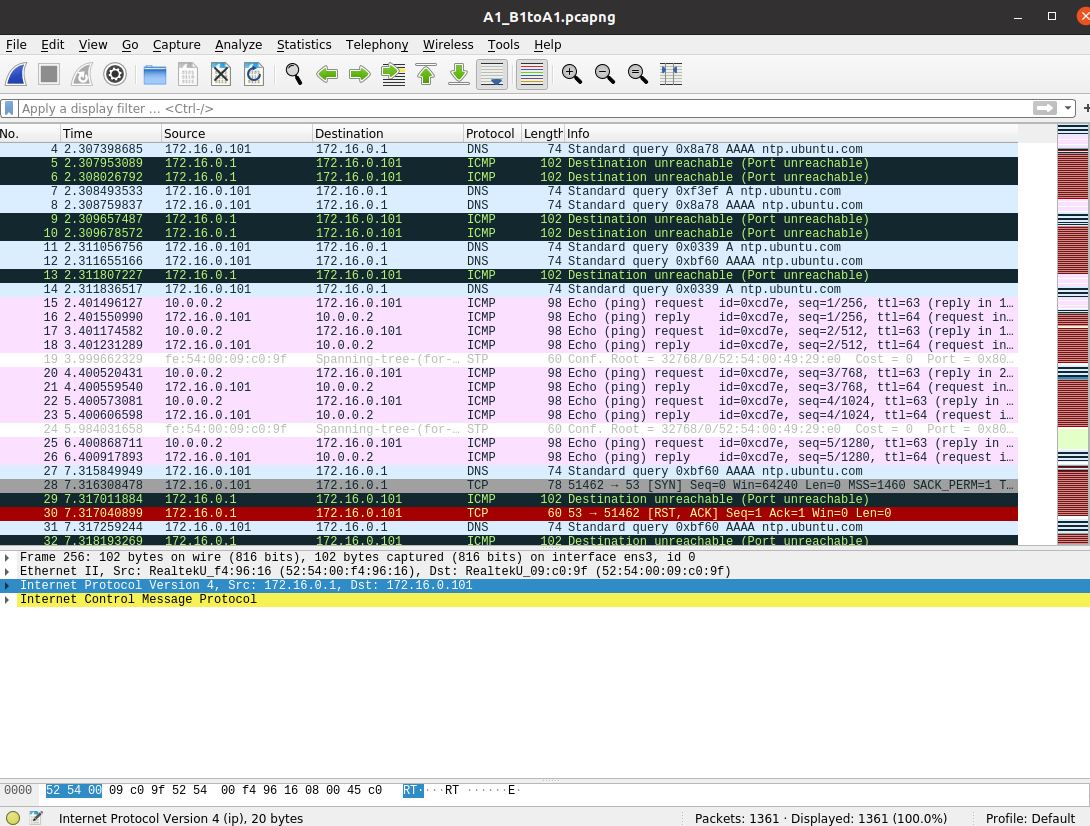 A1_B1toA1.pcapng
File Edit View Go Capture Analyze Statistics Telephony Wireless Tools Help
Apply a display filter … <Ctrl-/>
No. Time Source Destination Protocol Length Info
4 2.307398685 172.16.0.101 172.16.0.1 DNS 74 Standard query 0x8a78 AAAA ntp.ubuntu.com
5 2.307953089 172.16.0.1 172.16.0.101 ICMP 102 Destination unreachable (Port unreachable)
6 2.308026792 172.16.0.1 172.16.0.101 ICMP 102 Destination unreachable (Port unreachable)
7 2.308493533 172.16.0.101 172.16.0.1 DNS 74 Standard query 0xf3ef A ntp.ubuntu.com
8 2.308759837 172.16.0.101 172.16.0.1 DNS 74 Standard query 0x8a78 AAAA ntp.ubuntu.com
9 2.309657487 172.16.0.1 172.16.0.101 ICMP 102 Destination unreachable (Port unreachable)
10 2.309678572 172.16.0.1 172.16.0.101 ICMP 102 Destination unreachable (Port unreachable)
11 2.311056756 172.16.0.101 172.16.0.1 DNS 74 Standard query 0x0339 A ntp.ubuntu.com
12 2.311655166 172.16.0.101 172.16.0.1 DNS 74 Standard query 0xbf60 AAAA ntp.ubuntu.com
13 2.311807227 172.16.0.1 172.16.0.101 ICMP 102 Destination unreachable (Port unreachable)
14 2.311836517 172.16.0.101 172.16.0.1 DNS 74 Standard query 0x0339 A ntp.ubuntu.com
15 2.401496127 10.0.0.2 172.16.0.101 ICMP 98 Echo (ping) request id=0xcd7e, seq=1/256, ttl=63 (reply in 1…
16 2.401550990 172.16.0.101 10.0.0.2 ICMP 98 Echo (ping) reply id=0xcd7e, seq=1/256, ttl=64 (request in…
17 3.401174582 10.0.0.2 172.16.0.101 ICMP 98 Echo (ping) request id=0xcd7e, seq=2/512, ttl=63 (reply in 1…
18 3.401231289 172.16.0.101 10.0.0.2 ICMP 98 Echo (ping) reply id=0xcd7e, seq=2/512, ttl=64 (request in…
19 3.999662329 fe:54:00:09:c0:9f Spanning-tree-(for-… STP 60 Conf. Root = 32768/0/52:54:00:49:29:e0 Cost = 0 Port = 0x80…
20 4.400520431 10.0.0.2 172.16.0.101 ICMP 98 Echo (ping) request id=0xcd7e, seq=3/768, ttl=63 (reply in 2…
21 4.400559540 172.16.0.101 10.0.0.2 ICMP 98 Echo (ping) reply id=0xcd7e, seq=3/768, ttl=64 (request in…
22 5.400573081 10.0.0.2 172.16.0.101 ICMP 98 Echo (ping) request id=0xcd7e, seq=4/1024, ttl=63 (reply in …
23 5.400606598 172.16.0.101 10.0.0.2 ICMP 98 Echo (ping) reply id=0xcd7e, seq=4/1024, ttl=64 (request i…
24 5.984031658 fe:54:00:09:c0:9f Spanning-tree-(for-… STP 60 Conf. Root = 32768/0/52:54:00:49:29:e0 Cost = 0 Port = 0x80…
25 6.400868711 10.0.0.2 172.16.0.101 ICMP 98 Echo (ping) request id=0xcd7e, seq=5/1280, ttl=63 (reply in …
26 6.400917893 172.16.0.101 10.0.0.2 ICMP 98 Echo (ping) reply id=0xcd7e, seq=5/1280, ttl=64 (request i…
27 7.315849949 172.16.0.101 172.16.0.1 DNS 74 Standard query 0xbf60 AAAA ntp.ubuntu.com
28 7.316308478 172.16.0.101 172.16.0.1 TCP 78 51462 → 53 [SYN] Seq=0 Win=64240 Len=0 MSS=1460 SACK_PERM=1 T…
29 7.317011884 172.16.0.1 172.16.0.101 ICMP 102 Destination unreachable (Port unreachable)
30 7.317040899 172.16.0.1 172.16.0.101 TCP 60 53 → 51462 [RST, ACK] Seq=1 Ack=1 Win=0 Len=0
31 7.317259244 172.16.0.101 172.16.0.1 DNS 74 Standard query 0xbf60 AAAA ntp.ubuntu.com
32 7.318193269 172.16.0.1 172.16.0.101 ICMP 102 Destination unreachable (Port unreachable)
Frame 256: 102 bytes on wire (816 bits), 102 bytes captured (816 bits) on interface ens3, id 0
Ethernet II, Src: RealtekU_f4:96:16 (52:54:00:f4:96:16), Dst: RealtekU_09:c0:9f (52:54:00:09:c0:9f)
Internet Protocol Version 4, Src: 172.16.0.1, Dst: 172.16.0.101
Internet Control Message Protocol
0000 52 54 00 09 c0 9f 52 54 00 f4 96 16 08 00 45 c0 RT····RT ······E·
Internet Protocol Version 4 (ip), 20 bytes Packets: 1361 · Displayed: 1361 (100.0%) Profile: Default